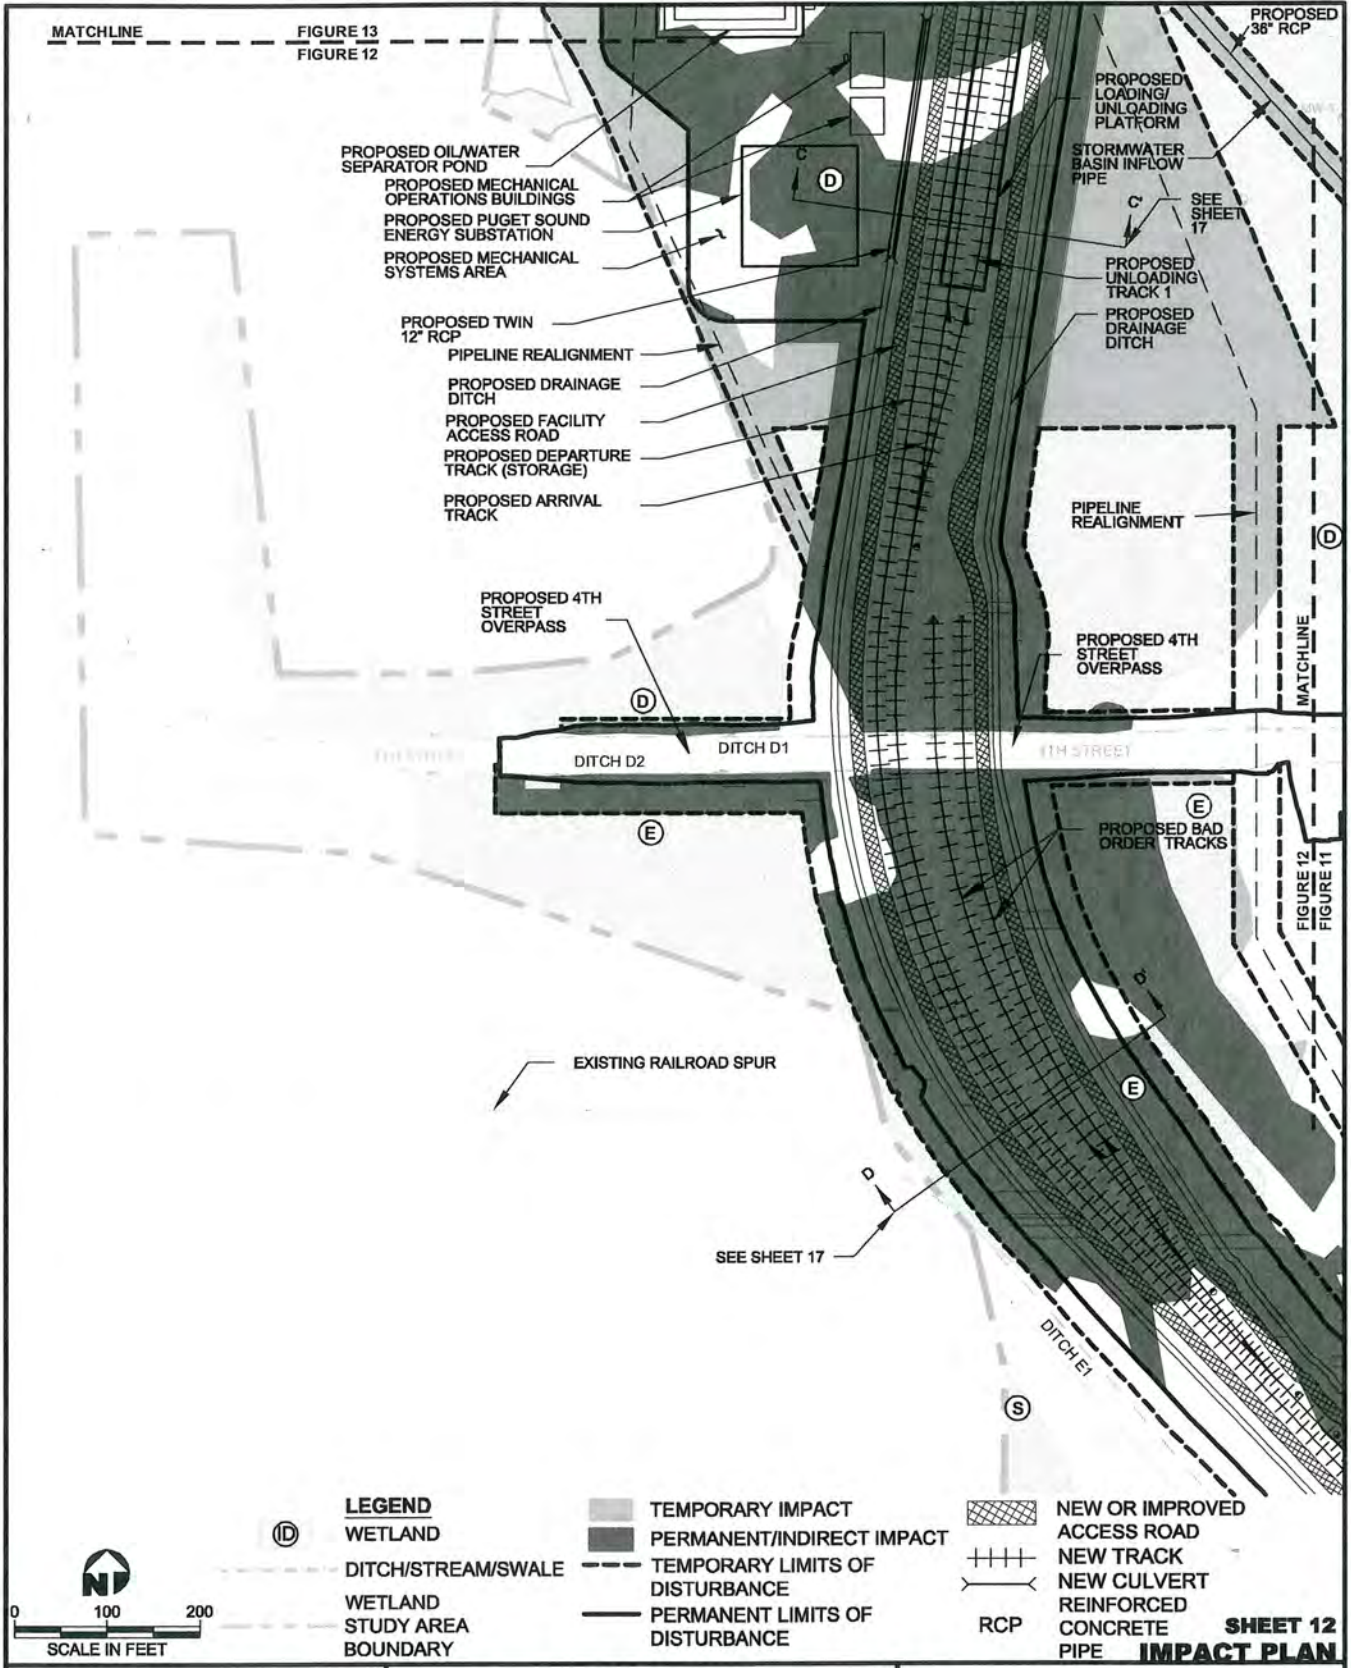 MATCHLINE
FIGURE 13
FIGURE 12
PROPOSED
36" RCP
PROPOSED
LOADING/
UNLOADING
PLATFORM
STORMWATER
BASIN INFLOW
PIPE
PROPOSED OIL/WATER
SEPARATOR POND
PROPOSED MECHANICAL
OPERATIONS BUILDINGS
PROPOSED PUGET SOUND
ENERGY SUBSTATION
PROPOSED MECHANICAL
SYSTEMS AREA
C
D
C'
SEE
SHEET
17
PROPOSED
UNLOADING
TRACK 1
PROPOSED
DRAINAGE
DITCH
PROPOSED TWIN
12" RCP
PIPELINE REALIGNMENT
PROPOSED DRAINAGE
DITCH
PROPOSED FACILITY
ACCESS ROAD
PROPOSED DEPARTURE
TRACK (STORAGE)
PROPOSED ARRIVAL
TRACK
PIPELINE
REALIGNMENT
D
PROPOSED 4TH
STREET
OVERPASS
PROPOSED 4TH
STREET
OVERPASS
MATCHLINE
D
DITCH D1
DITCH D2
4TH STREET
E
E
PROPOSED BAD
ORDER TRACKS
FIGURE 12
FIGURE 11
D'
EXISTING RAILROAD SPUR
E
D
SEE SHEET 17
DITCH E1
S
LEGEND
ID
WETLAND
DITCH/STREAM/SWALE
WETLAND
STUDY AREA
BOUNDARY
TEMPORARY IMPACT
PERMANENT/INDIRECT IMPACT
TEMPORARY LIMITS OF
DISTURBANCE
PERMANENT LIMITS OF
DISTURBANCE
NEW OR IMPROVED
ACCESS ROAD
NEW TRACK
NEW CULVERT
RCP
REINFORCED
CONCRETE
PIPE
N
0 100 200
SCALE IN FEET
SHEET 12
IMPACT PLAN